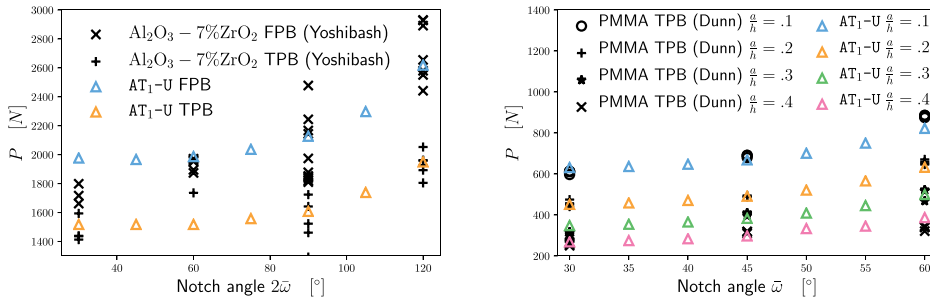 3000
2800
2600
2400
2200
2000
1800
1600
1400
P [N]
Al₂O₃ − 7%ZrO₂ FPB (Yoshibash)
Al₂O₃ − 7%ZrO₂ TPB (Yoshibash)
AT₁-U FPB
AT₁-U TPB
40 60 80 100 120
Notch angle 2ω̄ [°]
1400
1200
1000
800
600
400
200
P [N]
PMMA TPB (Dunn) a/h = .1 AT₁-U a/h = .1
PMMA TPB (Dunn) a/h = .2 AT₁-U a/h = .2
PMMA TPB (Dunn) a/h = .3 AT₁-U a/h = .3
PMMA TPB (Dunn) a/h = .4 AT₁-U a/h = .4
30 35 40 45 50 55 60
Notch angle ω̄ [°]